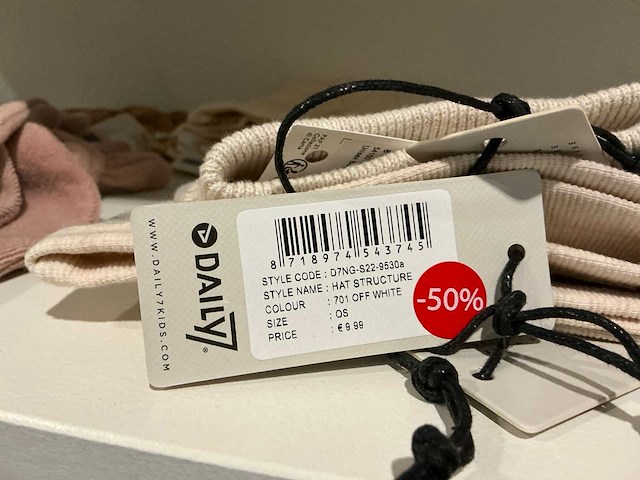 WWW.DAILY7KIDS.COM
DAILY7®
8 718974 543745
STYLE CODE : D7NG-S22-9530a
STYLE NAME : HAT STRUCTURE
COLOUR : 701 OFF WHITE
SIZE : OS
PRICE : €9.99
-50%